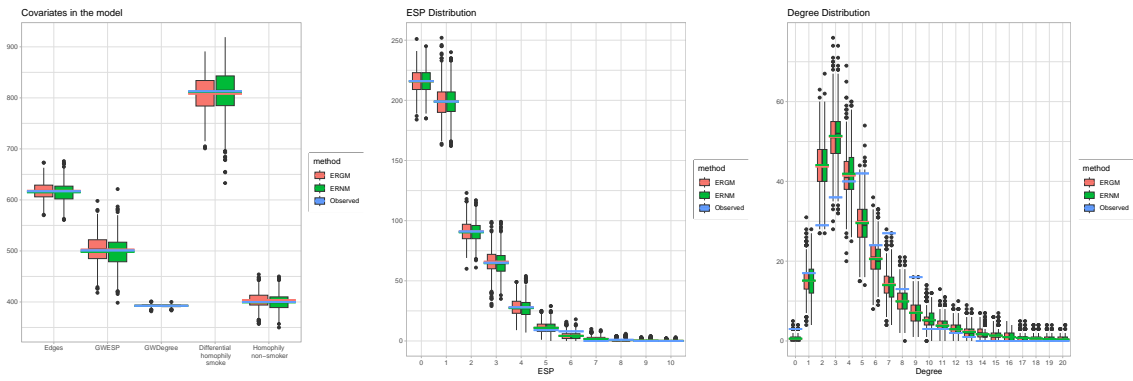 Covariates in the model
900
800
700
600
500
400
Edges
GWESP
GWDegree
Differential
homophily
smoke
Homophily
non−smoker
method
ERGM
ERNM
Observed
ESP Distribution
250
200
150
100
50
0
0 1 2 3 4 5 6 7 8 9 10
ESP
method
ERGM
ERNM
Observed
Degree Distribution
60
40
20
0
0 1 2 3 4 5 6 7 8 9 10 11 12 13 14 15 16 17 18 19 20
Degree
method
ERGM
ERNM
Observed